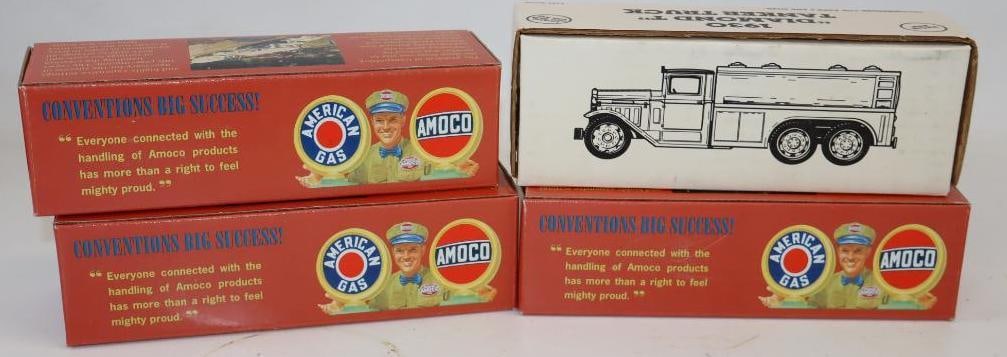 CONVENTIONS BIG SUCCESS!
“ Everyone connected with the
handling of Amoco products
has more than a right to feel
mighty proud. ”
AMERICAN
GAS
AMOCO
1930
"DIAMOND T"
TANKER TRUCK
CONVENTIONS BIG SUCCESS!
“ Everyone connected with the
handling of Amoco products
has more than a right to feel
mighty proud. ”
AMERICAN
GAS
AMOCO
CONVENTIONS BIG SUCCESS!
“ Everyone connected with the
handling of Amoco products
has more than a right to feel
mighty proud. ”
AMERICAN
GAS
AMOCO